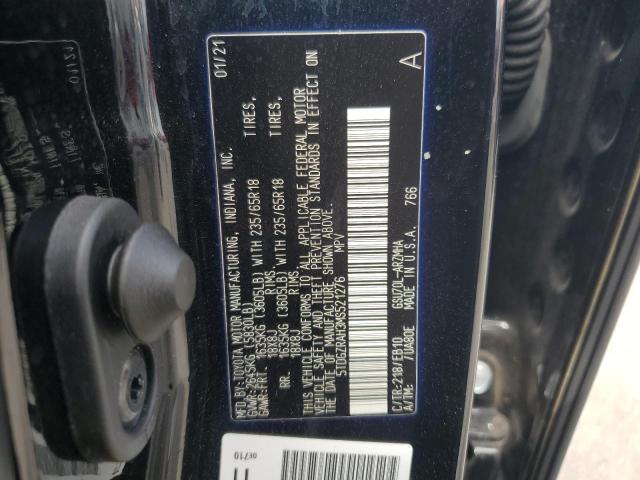 MFD.BY:TOYOTA MOTOR MANUFACTURING, INDIANA, INC. 01/21
GVWR:2645KG (5830LB)
GAWR:FRT. 1635KG (3605LB) WITH 235/65R18 TIRES,
18X8J RIMS.
RR. 1635KG (3605LB) WITH 235/65R18 TIRES,
18X8J RIMS.
THIS VEHICLE CONFORMS TO ALL APPLICABLE FEDERAL MOTOR
VEHICLE SAFETY AND THEFT PREVENTION STANDARDS IN EFFECT ON
THE DATE OF MANUFACTURE SHOWN ABOVE.
5TDGZRAH3MS521276 MPV
A
C/TR:218/EB10 GSU70L-ARZMHA 766
A/TM: /UA80E MADE IN U.S.A.
0E710